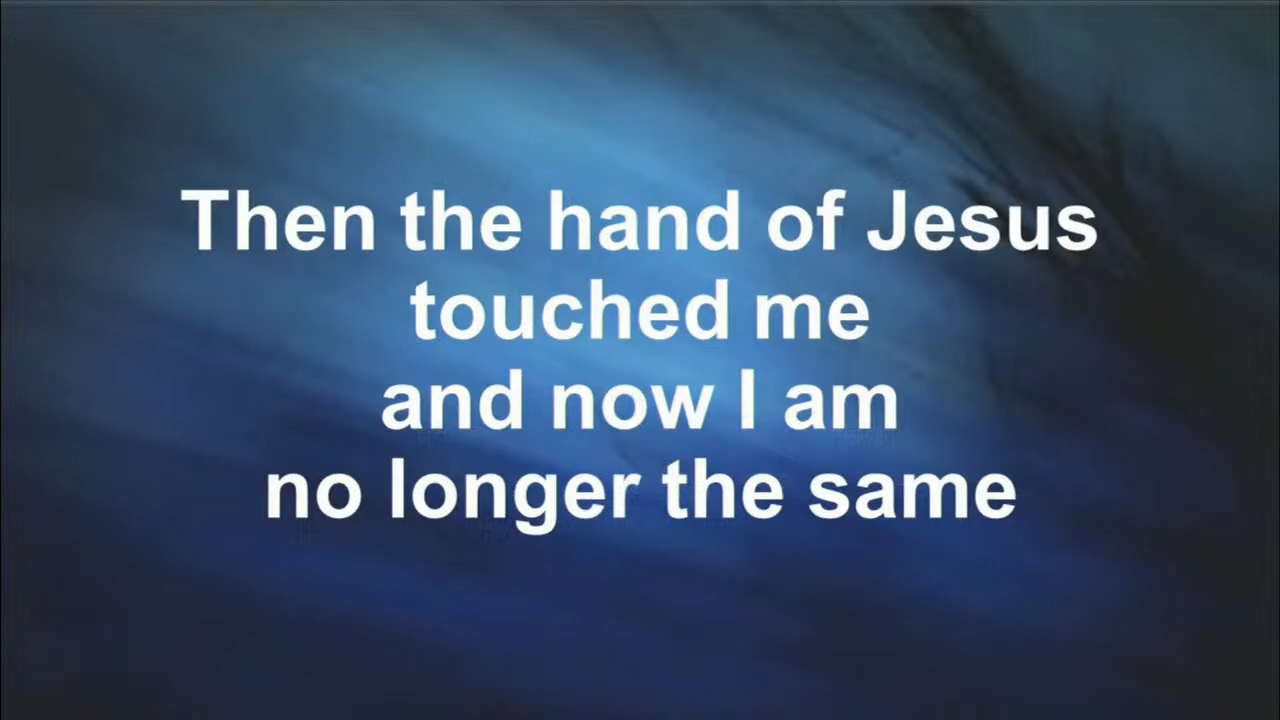 Then the hand of Jesus
touched me
and now I am
no longer the same